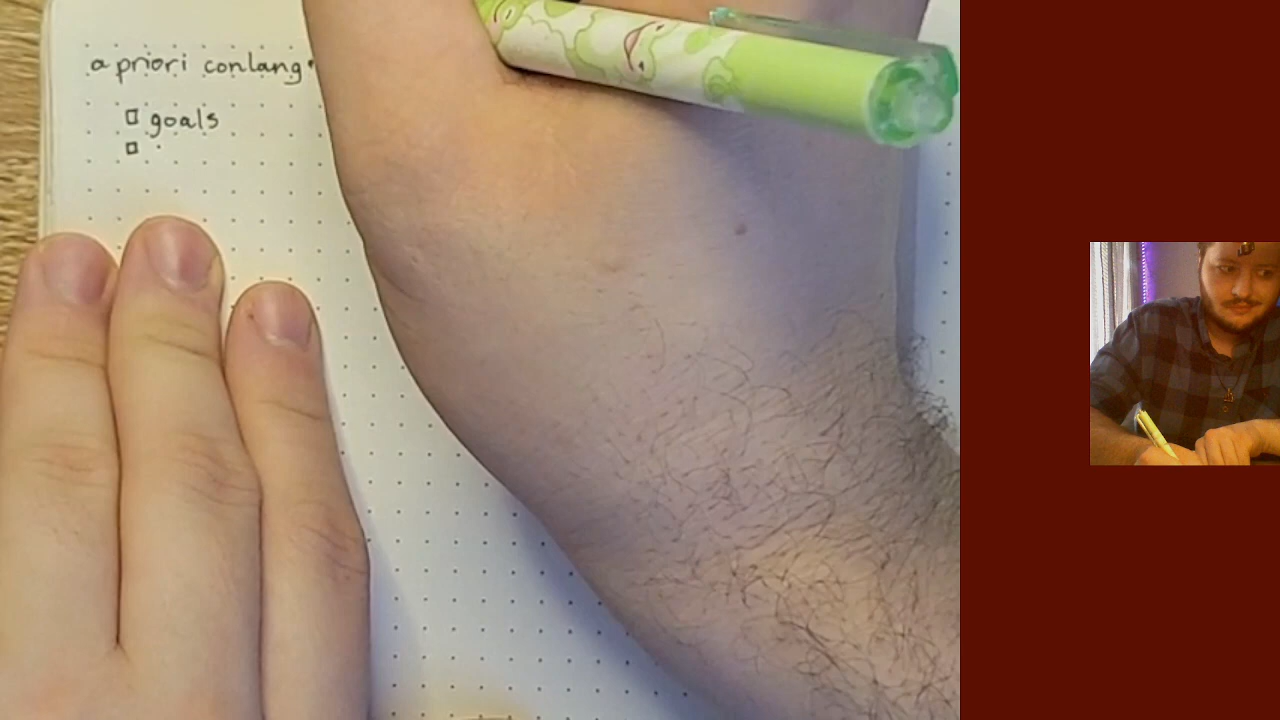 a priori conlang
□ goals
□